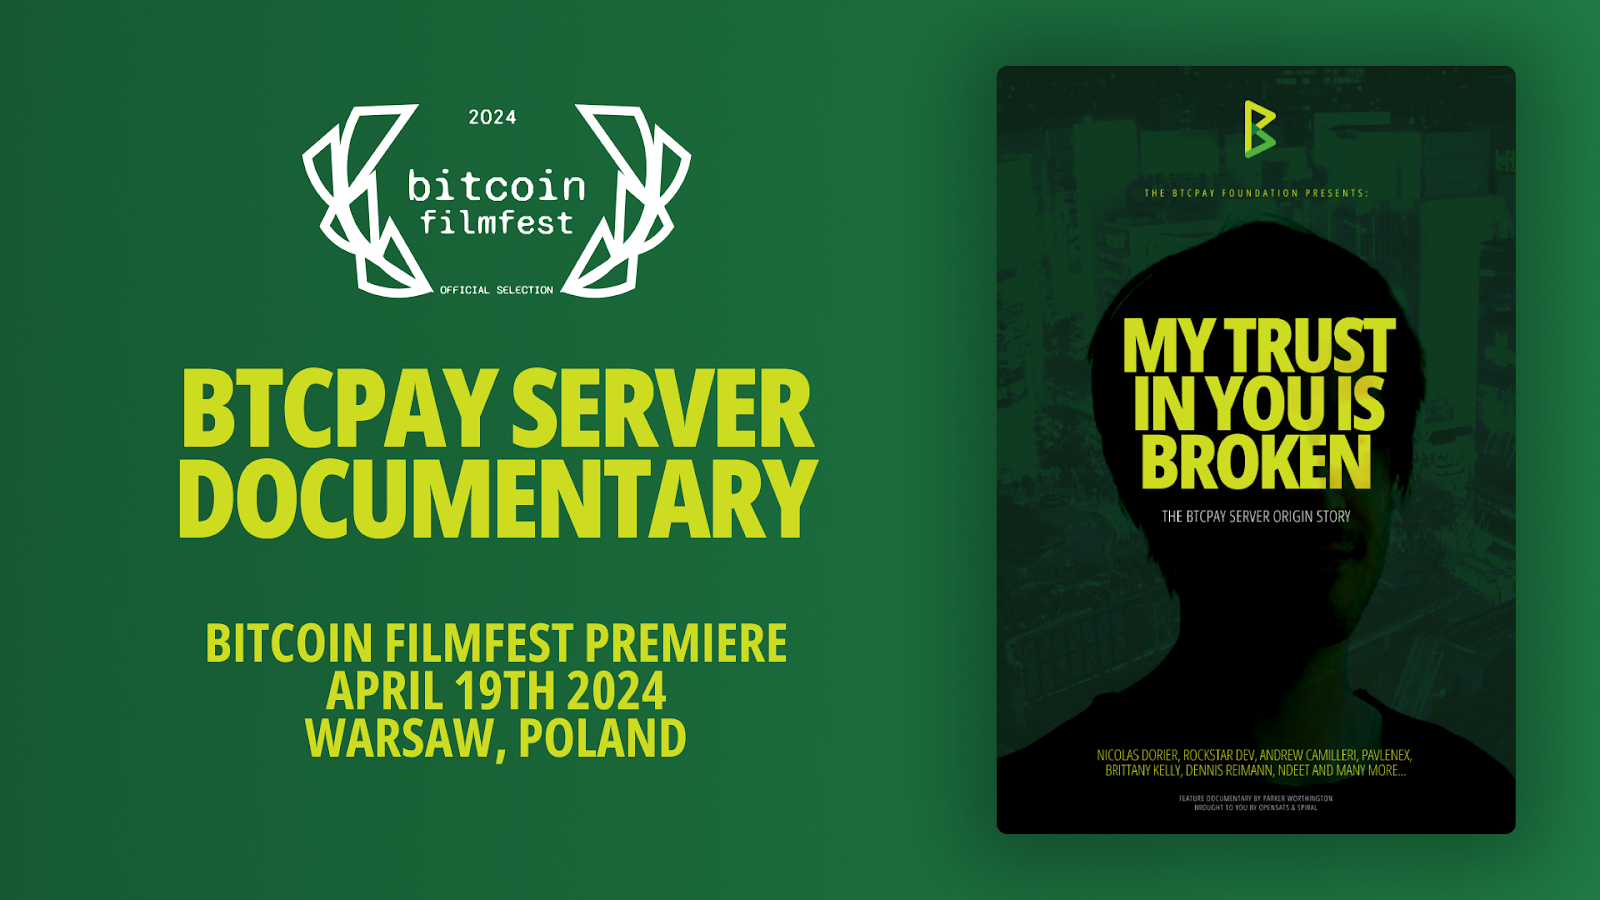 2024
bitcoin
filmfest
OFFICIAL SELECTION
BTCPAY SERVER
DOCUMENTARY
BITCOIN FILMFEST PREMIERE
APRIL 19TH 2024
WARSAW, POLAND
THE BTCPAY FOUNDATION PRESENTS:
MY TRUST
IN YOU IS
BROKEN
THE BTCPAY SERVER ORIGIN STORY
NICOLAS DORIER, ROCKSTAR DEV, ANDREW CAMILLERI, PAVLENEX,
BRITTANY KELLY, DENNIS REIMANN, NDEET AND MANY MORE...
FEATURE DOCUMENTARY BY PARKER WORTHINGTON
BROUGHT TO YOU BY OPENSATS & SPIRAL